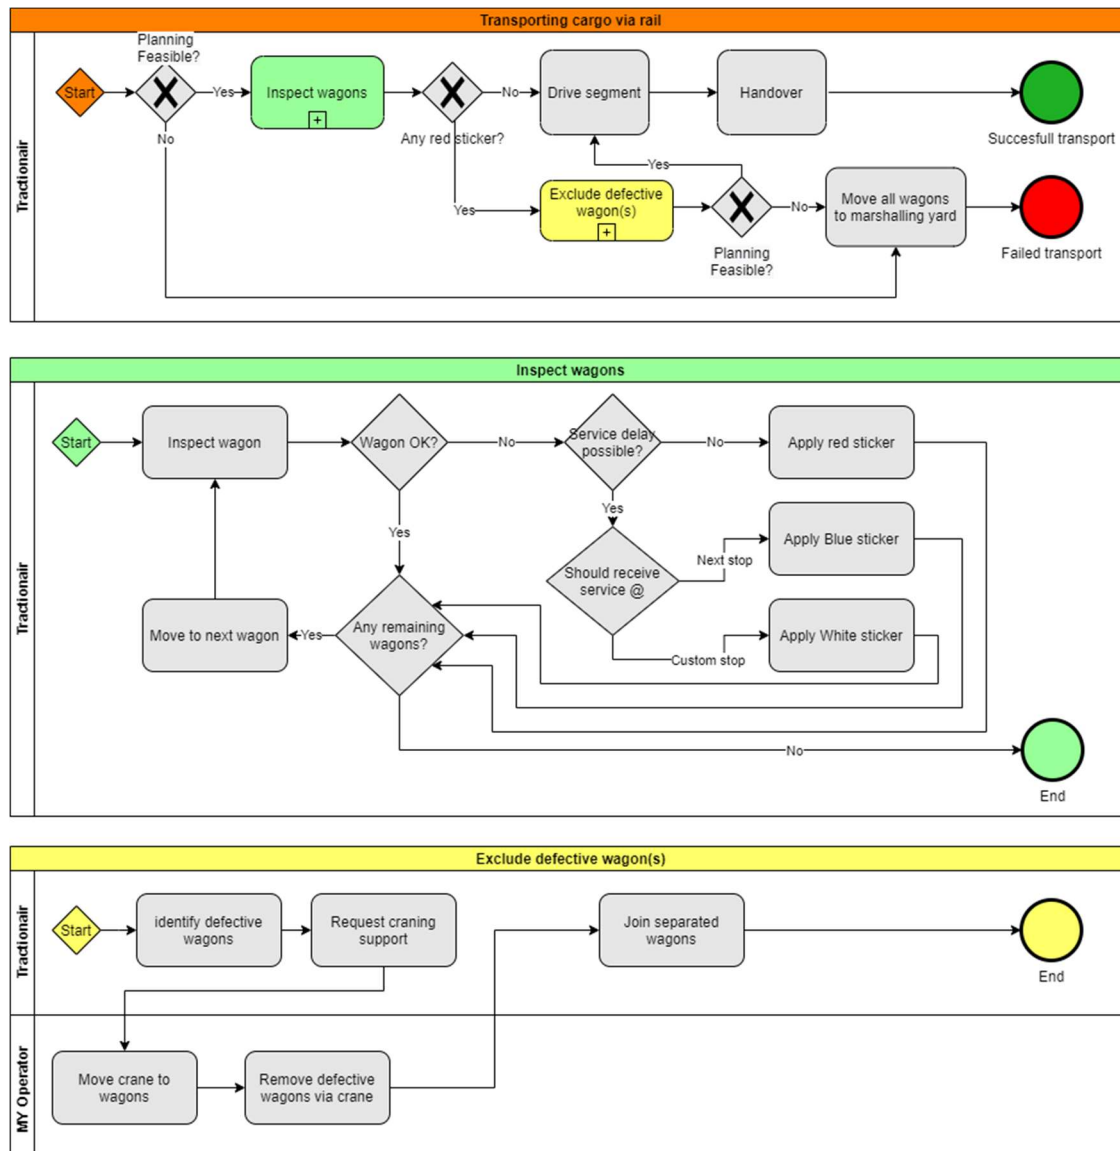 Transporting cargo via rail
Tractionair
Planning
Feasible?
Start
Yes
Inspect wagons
+
No
Any red sticker?
No
Drive segment
Handover
Succesfull transport
Yes
Yes
Exclude defective
wagon(s)
+
No
Planning
Feasible?
Move all wagons
to marshalling yard
Failed transport
Inspect wagons
Tractionair
Start
Inspect wagon
Wagon OK?
No
Service delay
possible?
No
Apply red sticker
Yes
Yes
Should receive
service @
Next stop
Apply Blue sticker
Custom stop
Apply White sticker
Any remaining
wagons?
Yes
Move to next wagon
No
End
Exclude defective wagon(s)
Tractionair
Start
identify defective
wagons
Request craning
support
Join separated
wagons
End
MY Operator
Move crane to
wagons
Remove defective
wagons via crane